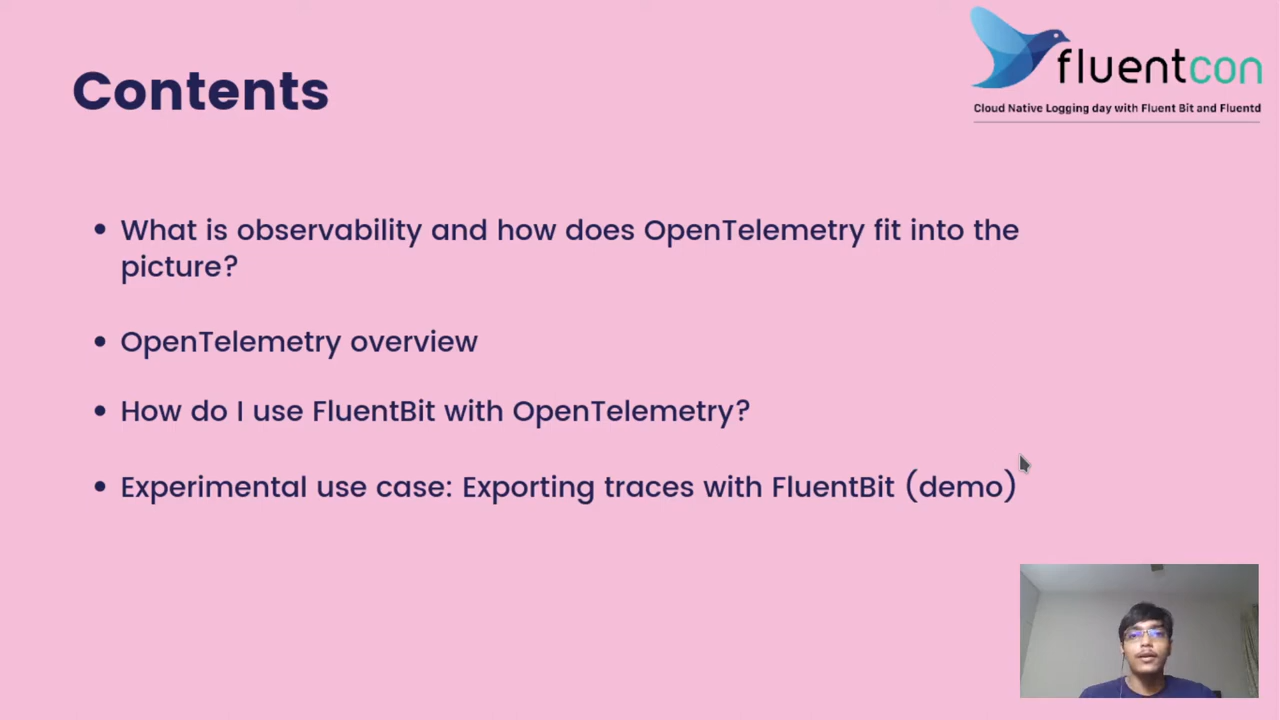 Contents
fluentcon
Cloud Native Logging day with Fluent Bit and Fluentd
• What is observability and how does OpenTelemetry fit into the
picture?
• OpenTelemetry overview
• How do I use FluentBit with OpenTelemetry?
• Experimental use case: Exporting traces with FluentBit (demo)